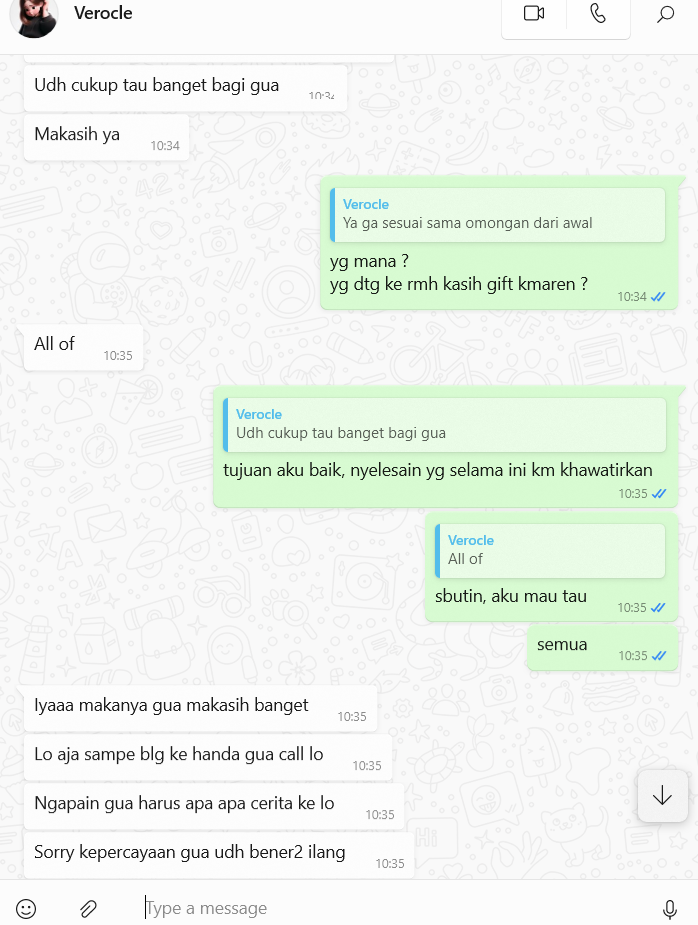 Verocle
Udh cukup tau banget bagi gua
10:34
Makasih ya
10:34
Verocle
Ya ga sesuai sama omongan dari awal
yg mana ?
yg dtg ke rmh kasih gift kmaren ?
10:34
All of
10:35
Verocle
Udh cukup tau banget bagi gua
tujuan aku baik, nyelesain yg selama ini km khawatirkan
10:35
Verocle
All of
sbutin, aku mau tau
10:35
semua
10:35
Iyaaa makanya gua makasih banget
10:35
Lo aja sampe blg ke handa gua call lo
10:35
Ngapain gua harus apa apa cerita ke lo
10:35
Sorry kepercayaan gua udh bener2 ilang
10:35
Type a message